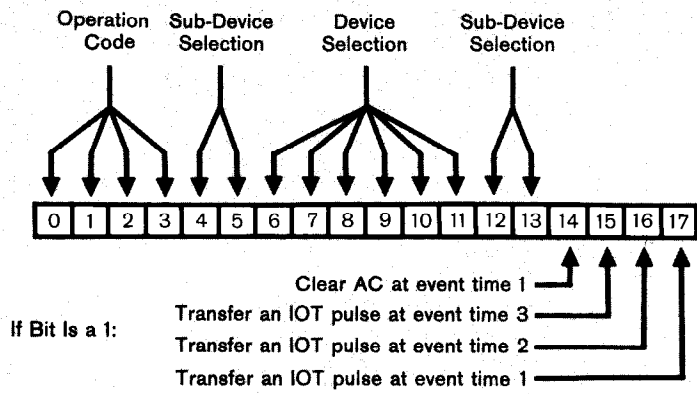 Operation Code
Sub-Device Selection
Device Selection
Sub-Device Selection
0 1 2 3 4 5 6 7 8 9 10 11 12 13 14 15 16 17
If Bit Is a 1:
Clear AC at event time 1
Transfer an IOT pulse at event time 3
Transfer an IOT pulse at event time 2
Transfer an IOT pulse at event time 1